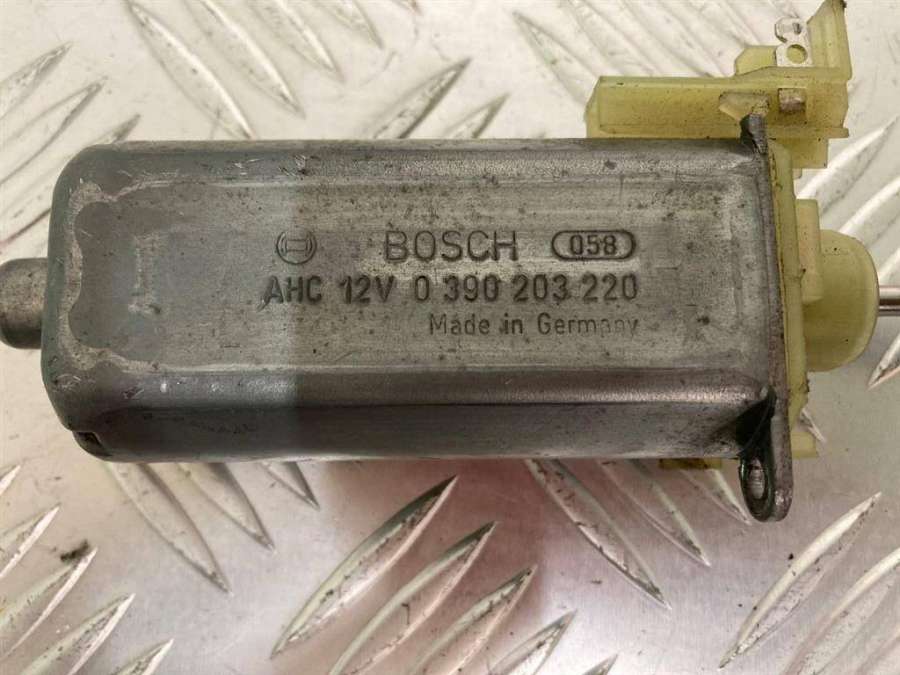 BOSCH 058
AHC 12V 0 390 203 220
Made in Germany